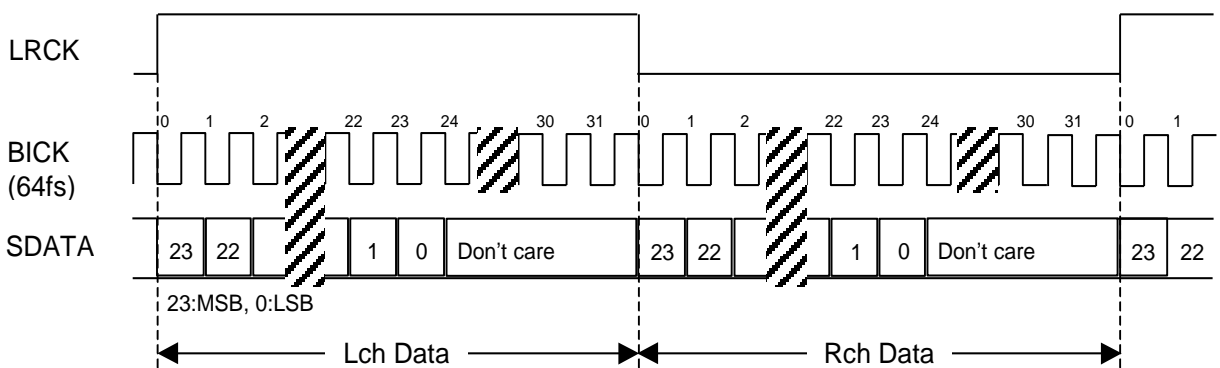 LRCK
0 1 2 22 23 24 30 31 0 1 2 22 23 24 30 31 0 1
BICK
(64fs)
SDATA 23 22 1 0 Don't care 23 22 1 0 Don't care 23 22
23:MSB, 0:LSB
Lch Data Rch Data